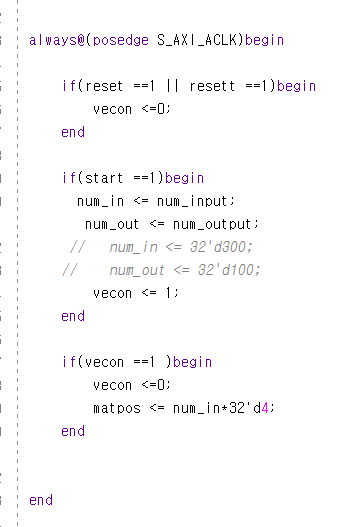 always@(posedge S_AXI_ACLK)begin
if(reset ==1 || resett ==1)begin
vecon <=0;
end
if(start ==1)begin
num_in <= num_input;
num_out <= num_output;
// num_in <= 32'd300;
// num_out <= 32'd100;
vecon <= 1;
end
if(vecon ==1 )begin
vecon <=0;
matpos <= num_in*32'd4;
end
end